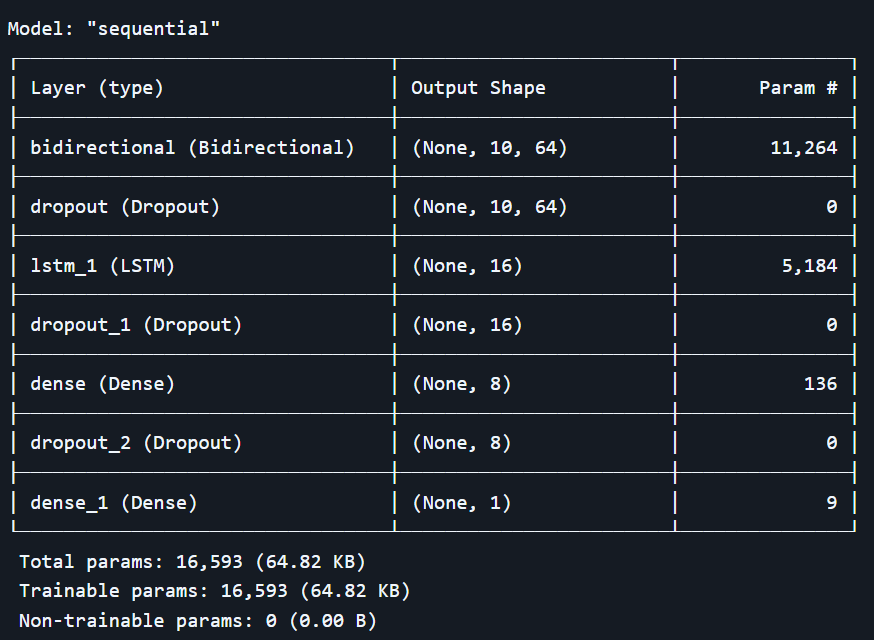 Model: "sequential"
Layer (type) Output Shape Param #
bidirectional (Bidirectional) (None, 10, 64) 11,264
dropout (Dropout) (None, 10, 64) 0
lstm_1 (LSTM) (None, 16) 5,184
dropout_1 (Dropout) (None, 16) 0
dense (Dense) (None, 8) 136
dropout_2 (Dropout) (None, 8) 0
dense_1 (Dense) (None, 1) 9
Total params: 16,593 (64.82 KB)
Trainable params: 16,593 (64.82 KB)
Non-trainable params: 0 (0.00 B)